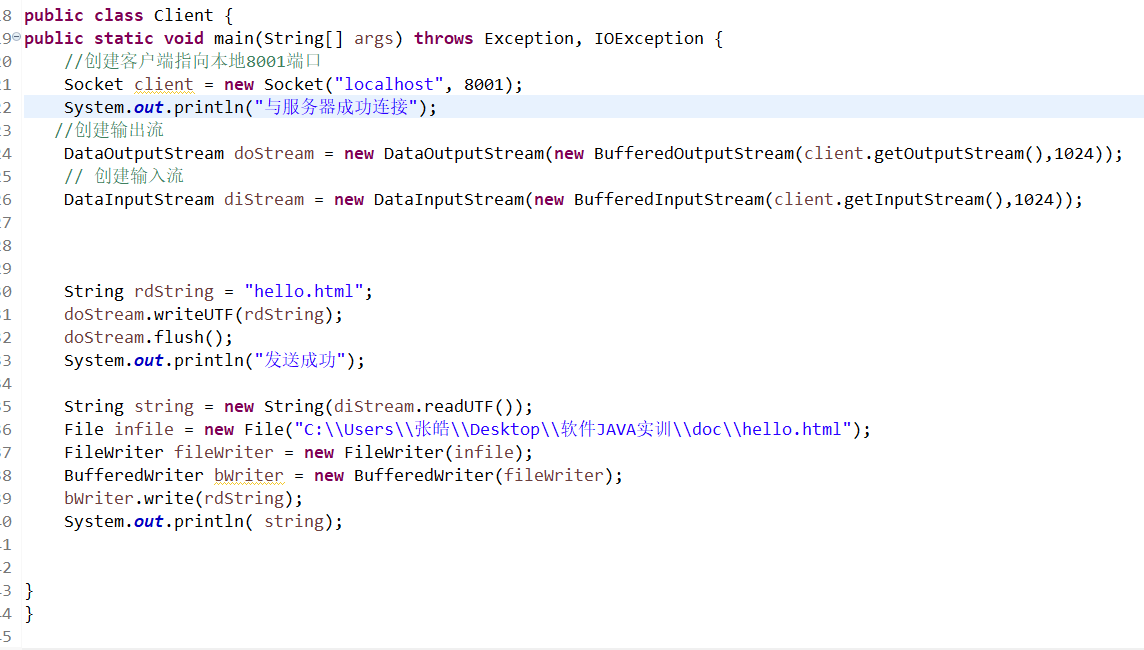 8 public class Client {
9 public static void main(String[] args) throws Exception, IOException {
0 //创建客户端指向本地8001端口
1 Socket client = new Socket("localhost", 8001);
2 System.out.println("与服务器成功连接");
3 //创建输出流
4 DataOutputStream doStream = new DataOutputStream(new BufferedOutputStream(client.getOutputStream(),1024));
5 // 创建输入流
6 DataInputStream diStream = new DataInputStream(new BufferedInputStream(client.getInputStream(),1024));
7
8
9
0 String rdString = "hello.html";
1 doStream.writeUTF(rdString);
2 doStream.flush();
3 System.out.println("发送成功");
4
5 String string = new String(diStream.readUTF());
6 File infile = new File("C:\\Users\\张皓\\Desktop\\软件JAVA实训\\doc\\hello.html");
7 FileWriter fileWriter = new FileWriter(infile);
8 BufferedWriter bWriter = new BufferedWriter(fileWriter);
9 bWriter.write(rdString);
0 System.out.println( string);
1
2
3 }
4 }
5